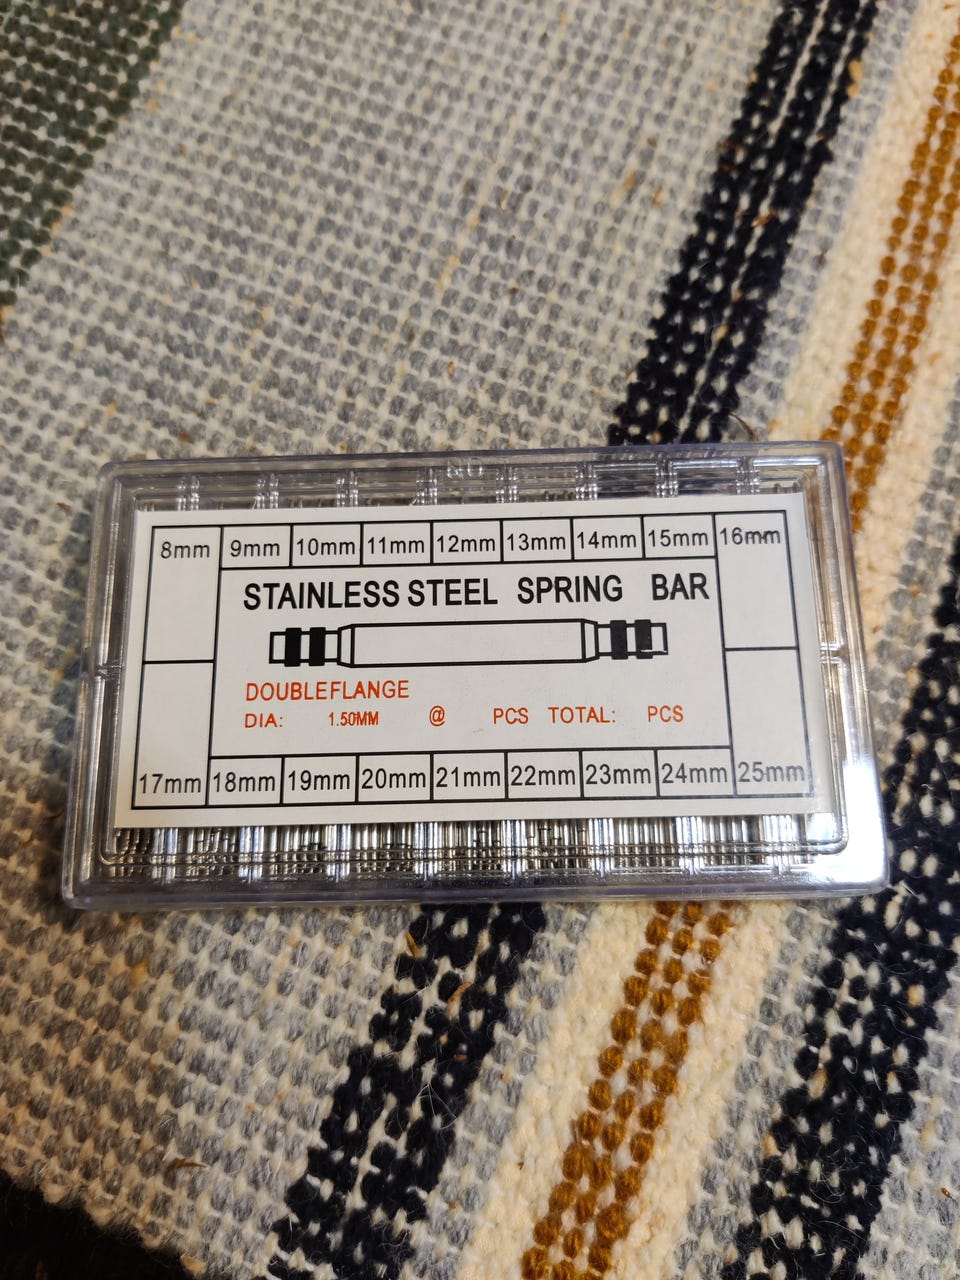 8mm 9mm 10mm 11mm 12mm 13mm 14mm 15mm 16mm
STAINLESS STEEL SPRING BAR
DOUBLEFLANGE
DIA: 1.50MM @ PCS TOTAL: PCS
17mm 18mm 19mm 20mm 21mm 22mm 23mm 24mm 25mm